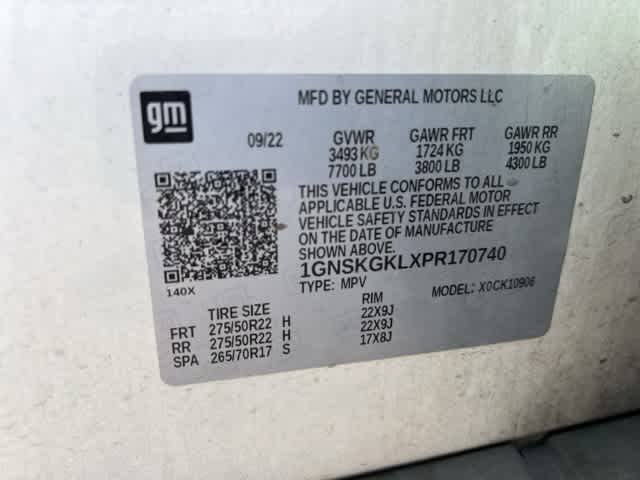 gm
MFD BY GENERAL MOTORS LLC
09/22 GVWR GAWR FRT GAWR RR
3493 KG 1724 KG 1950 KG
7700 LB 3800 LB 4300 LB
THIS VEHICLE CONFORMS TO ALL
APPLICABLE U.S. FEDERAL MOTOR
VEHICLE SAFETY STANDARDS IN EFFECT
ON THE DATE OF MANUFACTURE
SHOWN ABOVE.
1GNSKGKLXPR170740
140X
TYPE: MPV MODEL: X0CK10906
TIRE SIZE RIM
FRT 275/50R22 H 22X9J
RR 275/50R22 H 22X9J
SPA 265/70R17 S 17X8J